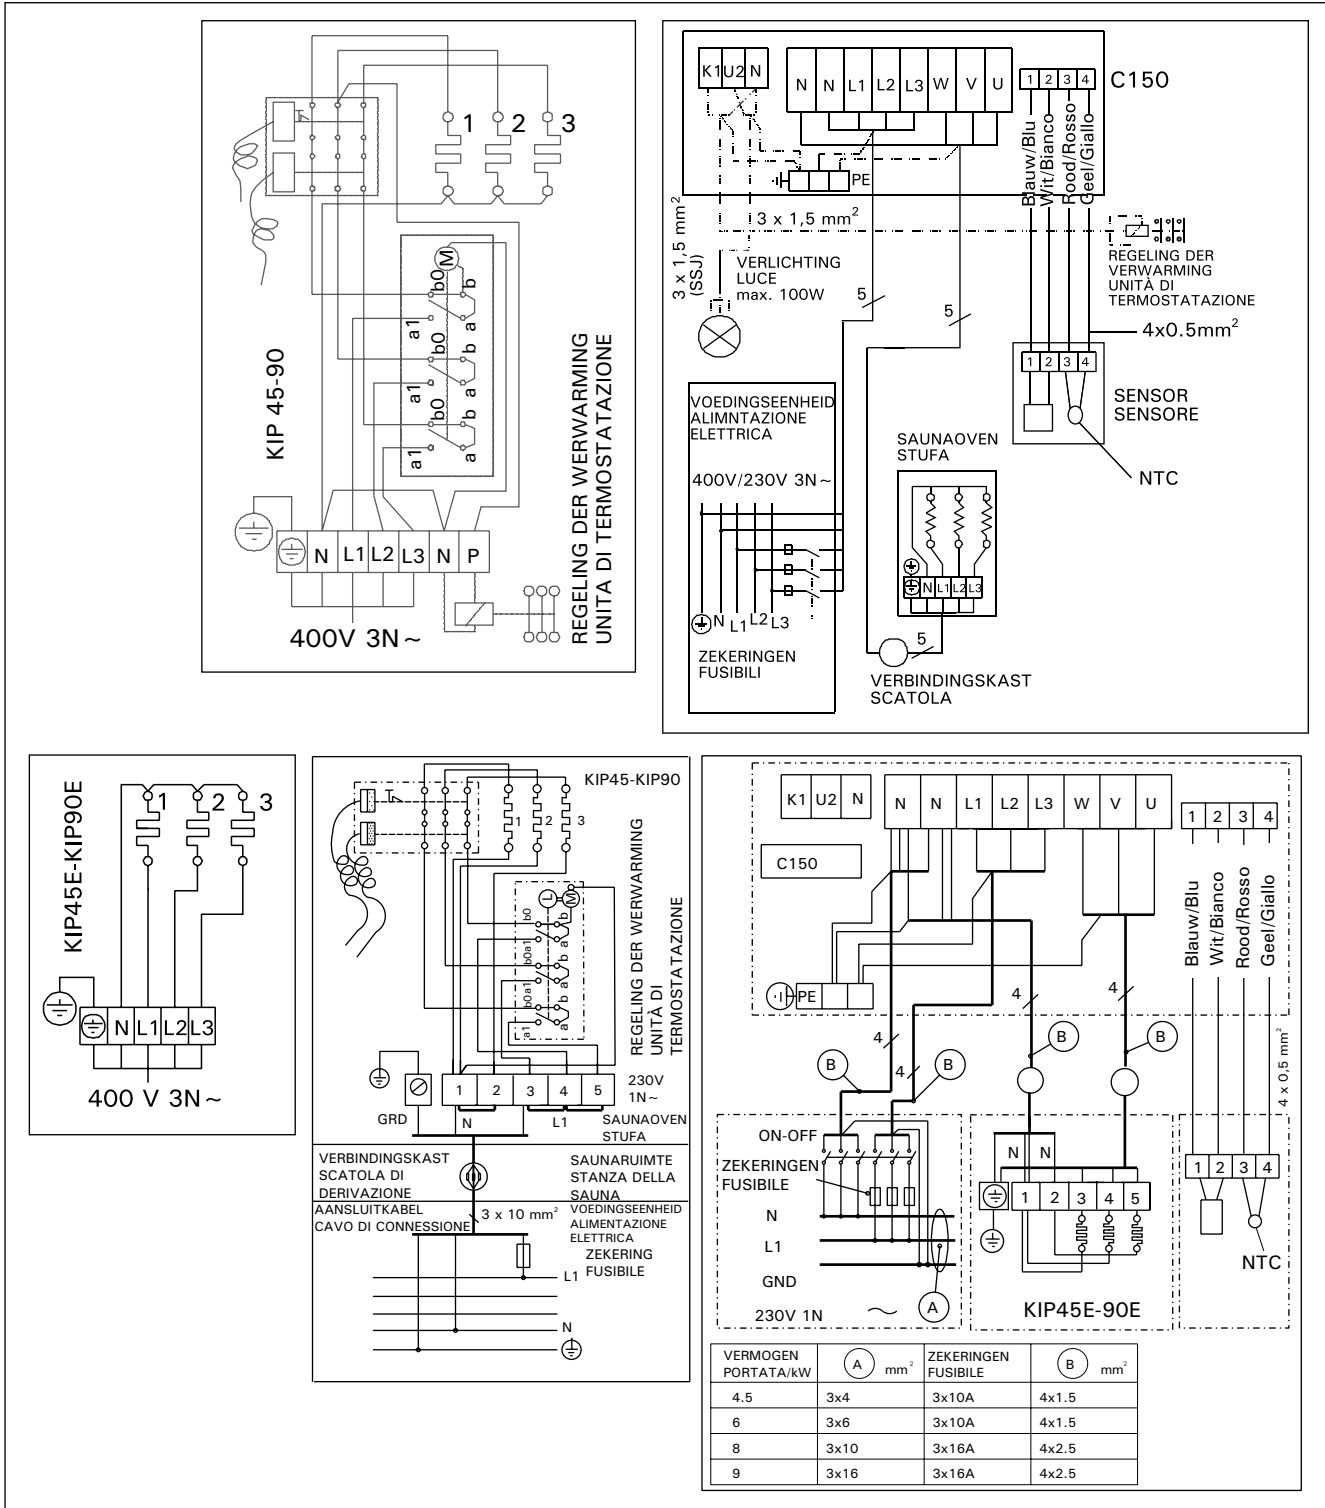 KIP 45-90
1 2 3
M
b0 b
a1 a
b0 b
a1 a
b0 b
a1 a
N L1 L2 L3 N P
400V 3N~
REGELING DER WERWARMING
UNITA DI TERMOSTATAZIONE
K1 U2 N
N N L1 L2 L3 W V U
1 2 3 4
C150
Blauw/Blu
Wit/Bianco
Rood/Rosso
Geel/Giallo
PE
3 x 1,5 mm²
(SSJ)
3 x 1,5 mm²
VERLICHTING
LUCE
max. 100W
5
5
REGELING DER
VERWARMING
UNITÀ DI
TERMOSTATAZIONE
4x0.5mm²
1 2 3 4
SENSOR
SENSORE
NTC
VOEDINGSEENHEID
ALIMNTAZIONE
ELETTRICA
400V/230V 3N~
N L1 L2 L3
ZEKERINGEN
FUSIBILI
SAUNAOVEN
STUFA
N L1 L2 L3
5
VERBINDINGSKAST
SCATOLA
KIP45E-KIP90E
1 2 3
N L1 L2 L3
400 V 3N~
KIP45-KIP90
1 2 3
L M
b0 b
a1 a
b0 b
a1 a
b0 b
a1 a
REGELING DER WERWARMING
UNITÀ DI
TERMOSTATAZIONE
1 2 3 4 5
230V
1N~
GRD
N
L1
SAUNAOVEN
STUFA
VERBINDINGSKAST
SCATOLA DI
DERIVAZIONE
SAUNARUIMTE
STANZA DELLA
SAUNA
AANSLUITKABEL
CAVO DI CONNESSIONE
3 x 10 mm²
VOEDINGSEENHEID
ALIMENTAZIONE
ELETTRICA
ZEKERING
FUSIBILE
L1
N
K1 U2 N
N N L1 L2 L3 W V U
1 2 3 4
C150
Blauw/Blu
Wit/Bianco
Rood/Rosso
Geel/Giallo
PE
4
4
4
4
B
B
B
B
4 x 0,5 mm²
ON-OFF
ZEKERINGEN
FUSIBILE
N
L1
GND
230V 1N ~
A
N N
1 2 3 4 5
KIP45E-90E
1 2 3 4
NTC
VERMOGEN
PORTATA/kW
A mm²
ZEKERINGEN
FUSIBILE
B mm²
4.5 3x4 3x10A 4x1.5
6 3x6 3x10A 4x1.5
8 3x10 3x16A 4x2.5
9 3x16 3x16A 4x2.5